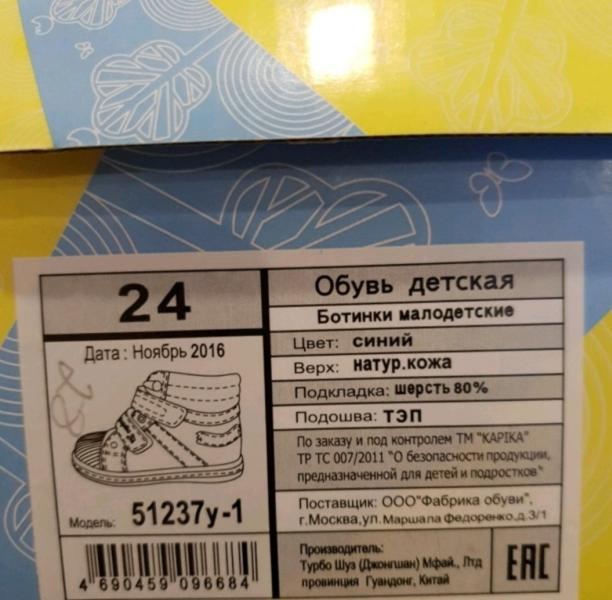 24
Дата : Ноябрь 2016
Модель: 51237у-1
4 690459 096684
Обувь детская
Ботинки малодетские
Цвет: синий
Верх: натур.кожа
Подкладка: шерсть 80%
Подошва: ТЭП
По заказу и под контролем ТМ "KAPIKA"
ТР ТС 007/2011 "О безопасности продукции,
предназначенной для детей и подростков"
Поставщик: ООО"Фабрика обуви",
г.Москва,ул.Маршала Федоренко,д.3/1
Производитель:
Турбо Шуз (Джонгшан) Мфай., Лтд
провинция Гуандонг, Китай
EAC